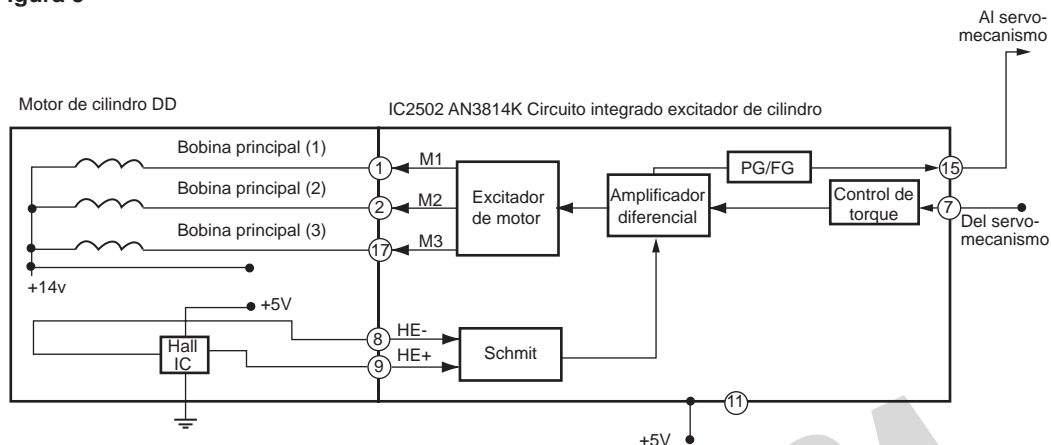 Al servo-
mecanismo
Motor de cilindro DD
IC2502 AN3814K Circuito integrado excitador de cilindro
Bobina principal (1)
1
M1
Bobina principal (2)
2
M2
Bobina principal (3)
17
M3
+14v
Excitador
de motor
Amplificador
diferencial
PG/FG
15
Control de
torque
7
Del servo-
mecanismo
+5V
Hall
IC
8
HE-
9
HE+
Schmit
11
+5V